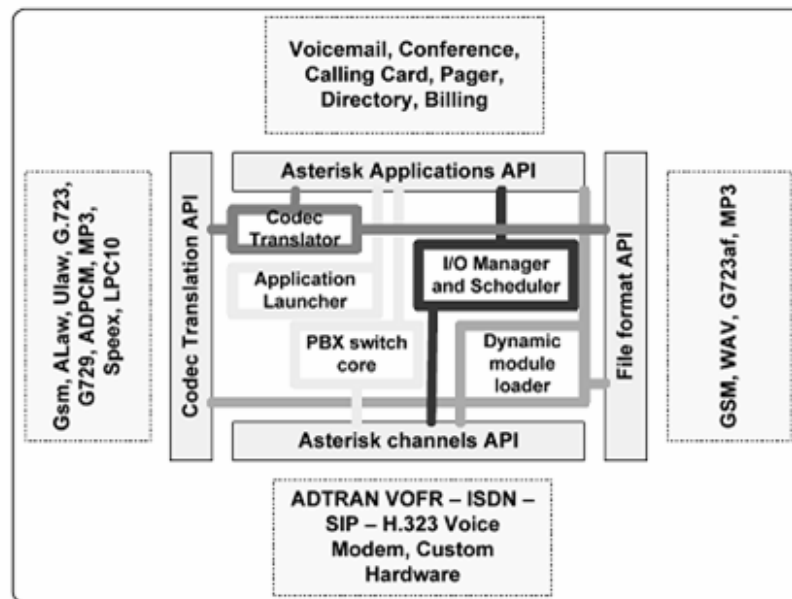 Voicemail, Conference,
Calling Card, Pager,
Directory, Billing
Asterisk Applications API
Gsm, ALaw, Ulaw, G.723,
G729, ADPCM, MP3,
Speex, LPC10
Codec Translation API
Codec
Translator
Application
Launcher
PBX switch
core
I/O Manager
and Scheduler
Dynamic
module
loader
File format API
GSM, WAV, G723af, MP3
Asterisk channels API
ADTRAN VOFR – ISDN –
SIP – H.323 Voice
Modem, Custom
Hardware